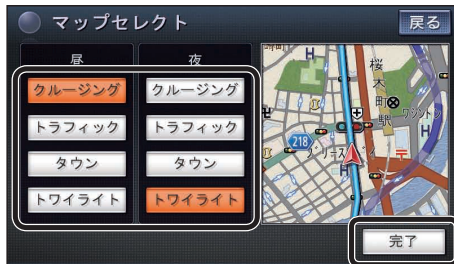 マップセレクト
戻る
昼
夜
クルージング
クルージング
トラフィック
トラフィック
タウン
タウン
トワイライト
トワイライト
桜
木
町
駅
H
H
H
218
完了